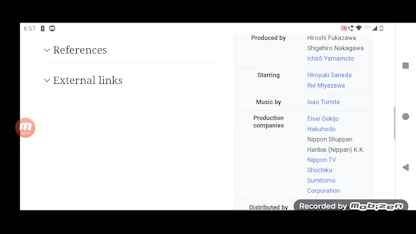 6:57
References
External links
Produced by
Hiroshi Fukazawa
Shigehiro Nakagawa
Ichirō Yamamoto
Starring
Hiroyuki Sanada
Rie Miyazawa
Music by
Isao Tomita
Production
companies
Eisei Gekijo
Hakuhodo
Nippon Shuppan
Hanbai (Nippan) K.K.
Nippon TV
Shochiku
Sumitomo
Corporation
Distributed by
Recorded by Mobizen